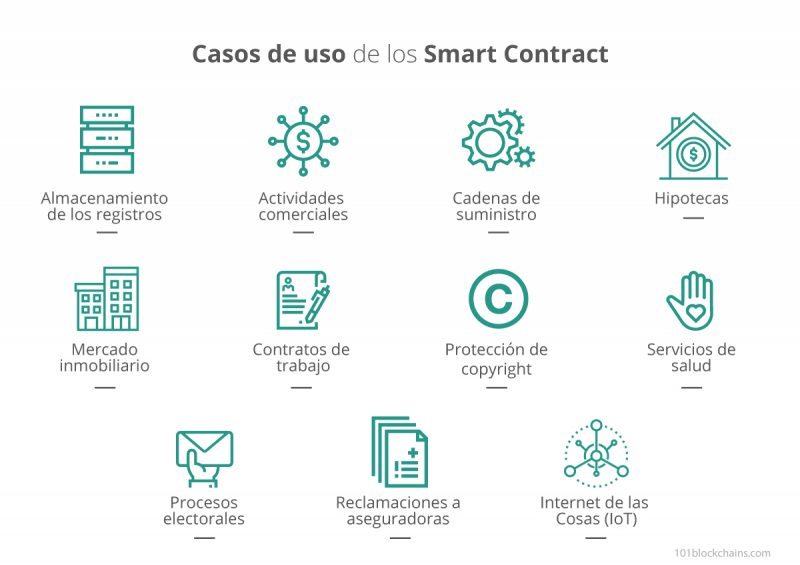 Casos de uso de los Smart Contract
Almacenamiento
de los registros
Actividades
comerciales
Cadenas de
suministro
Hipotecas
Mercado
inmobiliario
Contratos de
trabajo
C
Protección de
copyright
Servicios de
salud
Procesos
electorales
Reclamaciones a
aseguradoras
Internet de las
Cosas (IoT)
101blockchains.com